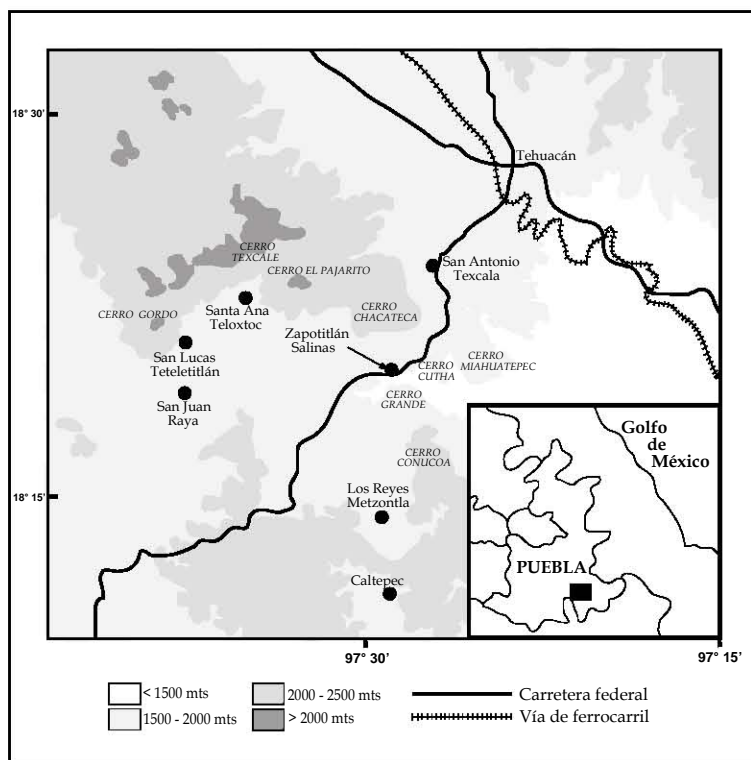 18° 30'
Tehuacán
San Antonio
Texcala
CERRO
TEXCALE
CERRO EL PAJARITO
Santa Ana
Teloxtoc
CERRO GORDO
CERRO
CHACATECA
Zapotitlán
Salinas
San Lucas
Teteletitlán
CERRO
CUTHA
CERRO
MIAHUATEPEC
San Juan
Raya
CERRO
GRANDE
CERRO
CONUCOA
18° 15'
Los Reyes
Metzontla
Caltepec
Golfo
de
México
PUEBLA
97° 30'
97° 15'
< 1500 mts
1500 - 2000 mts
2000 - 2500 mts
> 2000 mts
Carretera federal
Vía de ferrocarril